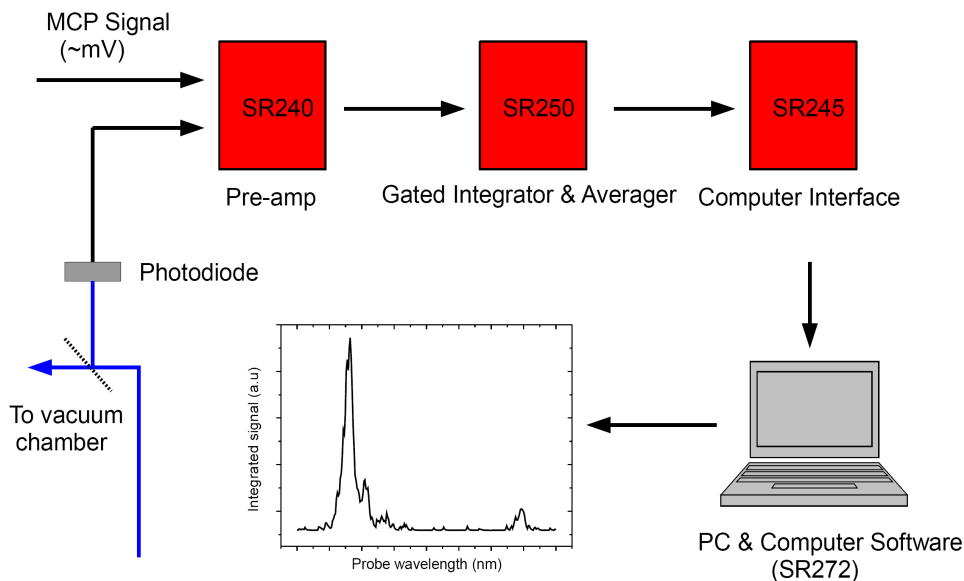 MCP Signal
(~mV)
SR240
SR250
SR245
Pre-amp
Gated Integrator & Averager
Computer Interface
Photodiode
To vacuum
chamber
Integrated signal (a.u)
Probe wavelength (nm)
PC & Computer Software
(SR272)